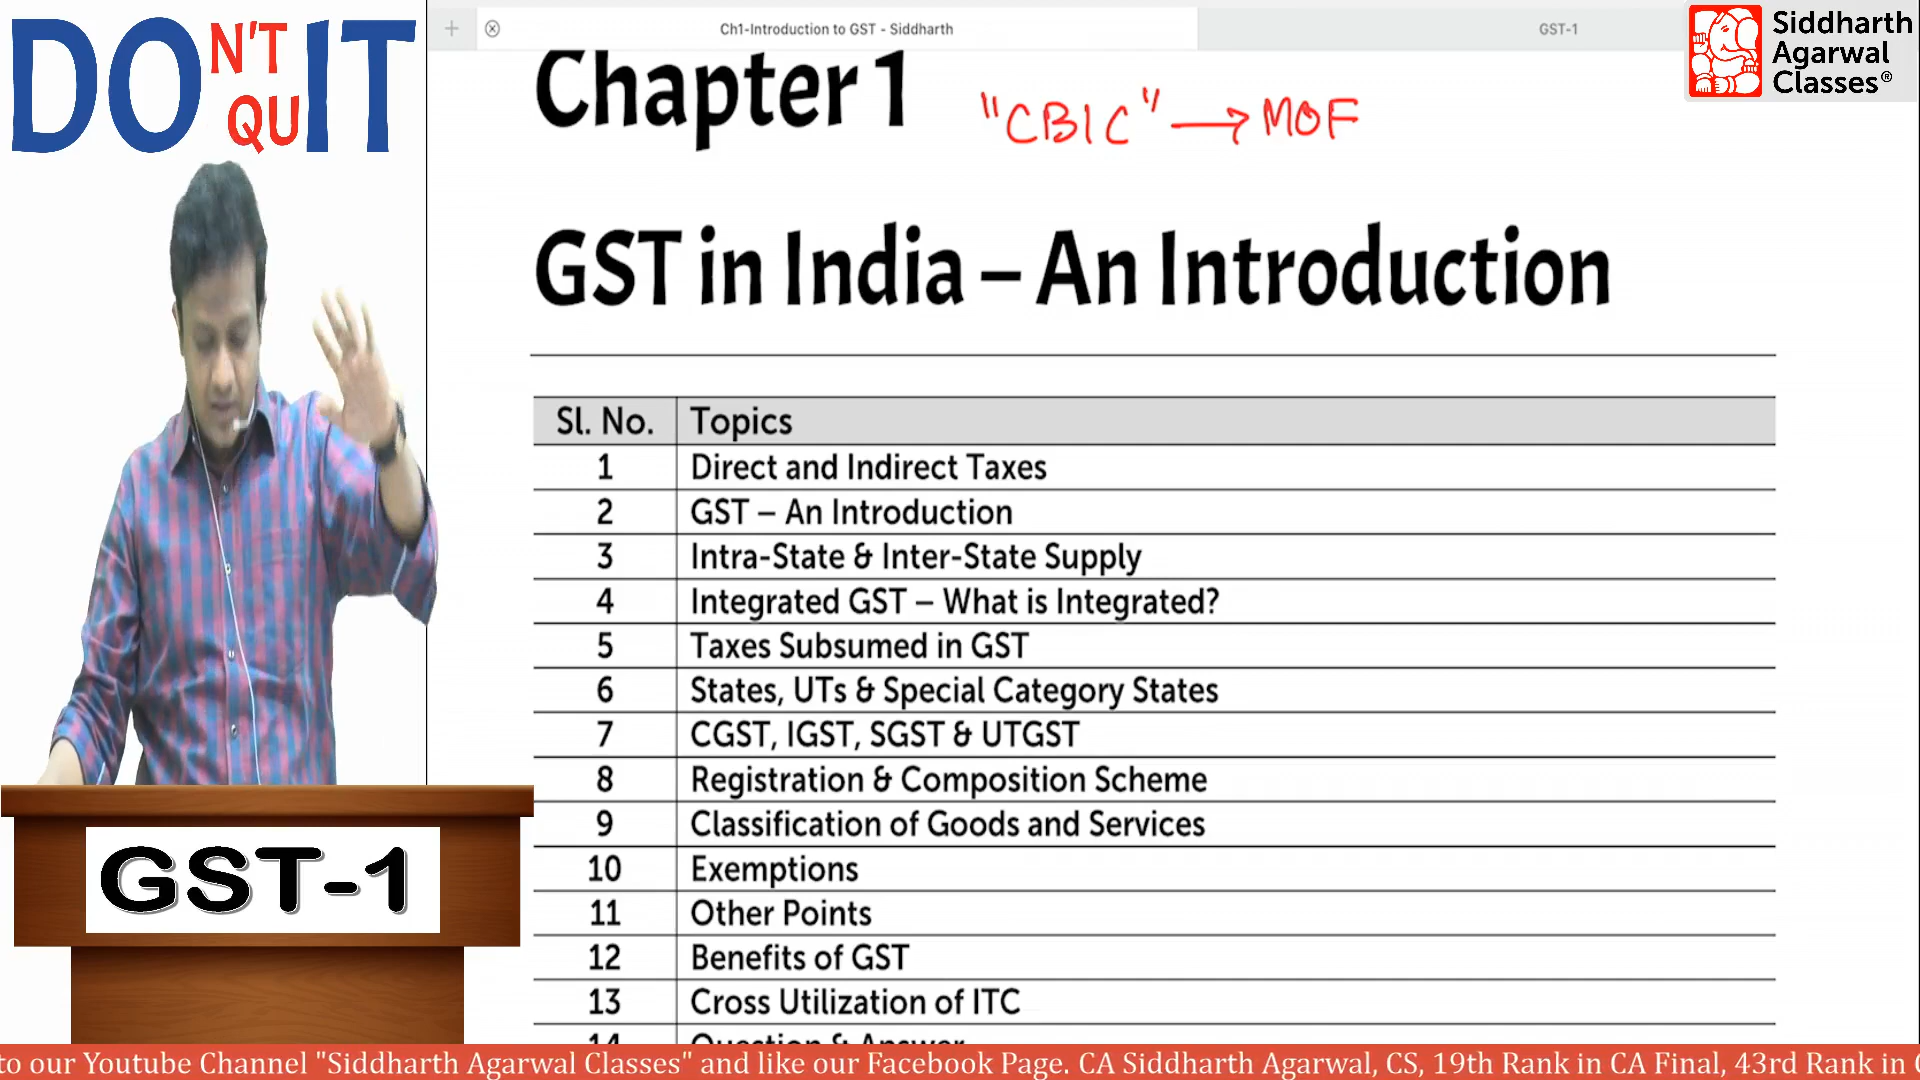 DON'T QUIT
Ch1-Introduction to GST - Siddharth
GST-1
Siddharth
Agarwal
Classes®
Chapter 1
"CBIC" → MOF
GST in India – An Introduction
Sl. No. Topics
1 Direct and Indirect Taxes
2 GST – An Introduction
3 Intra-State & Inter-State Supply
4 Integrated GST – What is Integrated?
5 Taxes Subsumed in GST
6 States, UTs & Special Category States
7 CGST, IGST, SGST & UTGST
8 Registration & Composition Scheme
9 Classification of Goods and Services
10 Exemptions
11 Other Points
12 Benefits of GST
13 Cross Utilization of ITC
14 Question & Answer
GST-1
to our Youtube Channel "Siddharth Agarwal Classes" and like our Facebook Page. CA Siddharth Agarwal, CS, 19th Rank in CA Final, 43rd Rank in